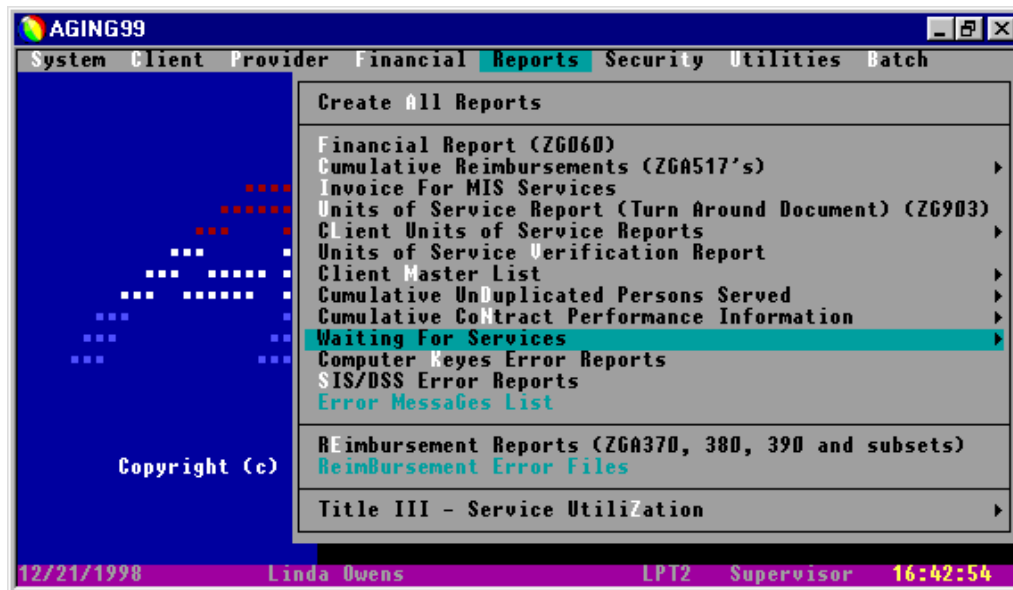 AGING99
System Client Provider Financial Reports Security Utilities Batch
Create All Reports
Financial Report (ZG060)
Cumulative Reimbursements (ZGA517's)
Invoice For MIS Services
Units of Service Report (Turn Around Document) (ZG903)
CLient Units of Service Reports
Units of Service Verification Report
Client Master List
Cumulative UnDuplicated Persons Served
Cumulative CoNtract Performance Information
Waiting For Services
Computer Keyes Error Reports
SIS/DSS Error Reports
Error MessaGes List
REimbursement Reports (ZGA370, 380, 390 and subsets)
ReimBursement Error Files
Title III - Service UtiliZation
Copyright (c)
12/21/1998 Linda Owens LPT2 Supervisor 16:42:54